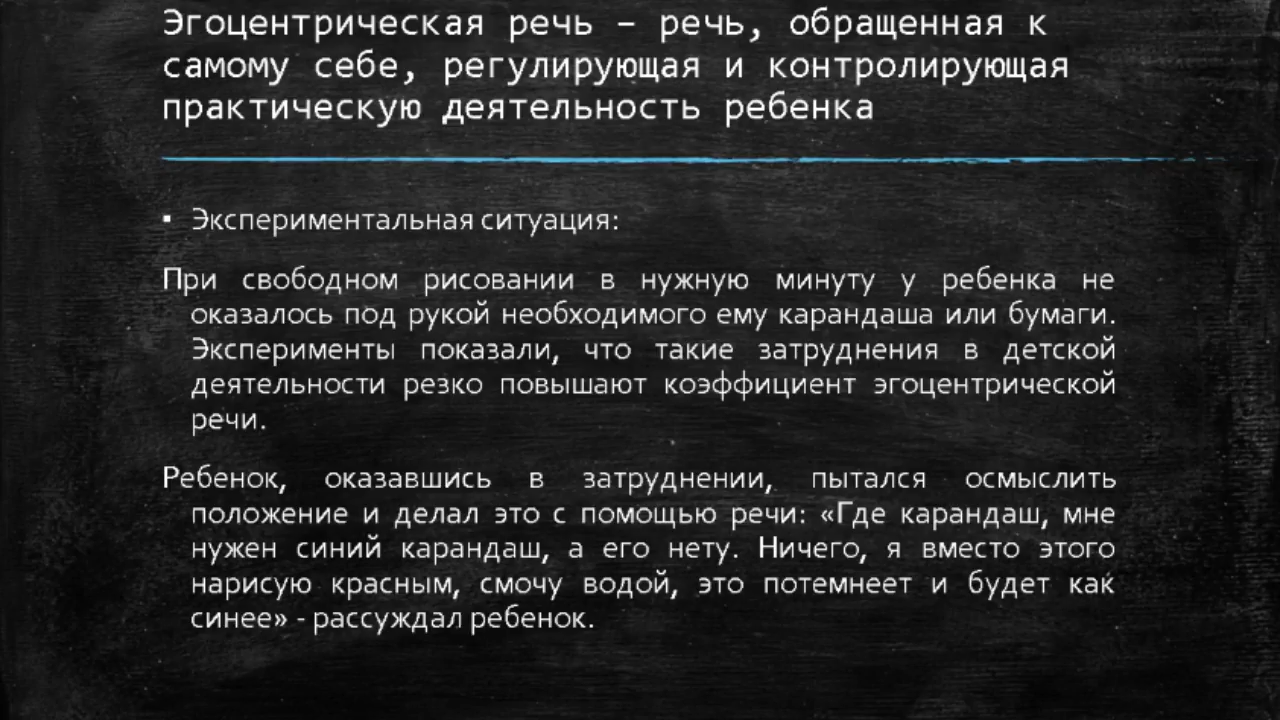 Эгоцентрическая речь – речь, обращенная к
самому себе, регулирующая и контролирующая
практическую деятельность ребенка
▪ Экспериментальная ситуация:
При свободном рисовании в нужную минуту у ребенка не
оказалось под рукой необходимого ему карандаша или бумаги.
Эксперименты показали, что такие затруднения в детской
деятельности резко повышают коэффициент эгоцентрической
речи.
Ребенок, оказавшись в затруднении, пытался осмыслить
положение и делал это с помощью речи: «Где карандаш, мне
нужен синий карандаш, а его нету. Ничего, я вместо этого
нарисую красным, смочу водой, это потемнеет и будет как
синее» - рассуждал ребенок.